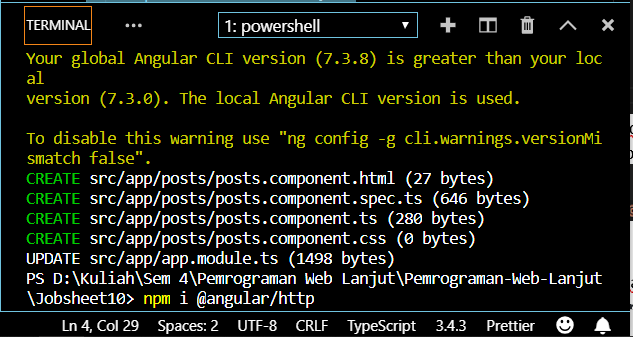 TERMINAL ... 1: powershell
Your global Angular CLI version (7.3.8) is greater than your loc
al
version (7.3.0). The local Angular CLI version is used.
To disable this warning use "ng config -g cli.warnings.versionMi
smatch false".
CREATE src/app/posts/posts.component.html (27 bytes)
CREATE src/app/posts/posts.component.spec.ts (646 bytes)
CREATE src/app/posts/posts.component.ts (280 bytes)
CREATE src/app/posts/posts.component.css (0 bytes)
UPDATE src/app/app.module.ts (1498 bytes)
PS D:\Kuliah\Sem 4\Pemrograman Web Lanjut\Pemrograman-Web-Lanjut
\Jobsheet10> npm i @angular/http
Ln 4, Col 29 Spaces: 2 UTF-8 CRLF TypeScript 3.4.3 Prettier